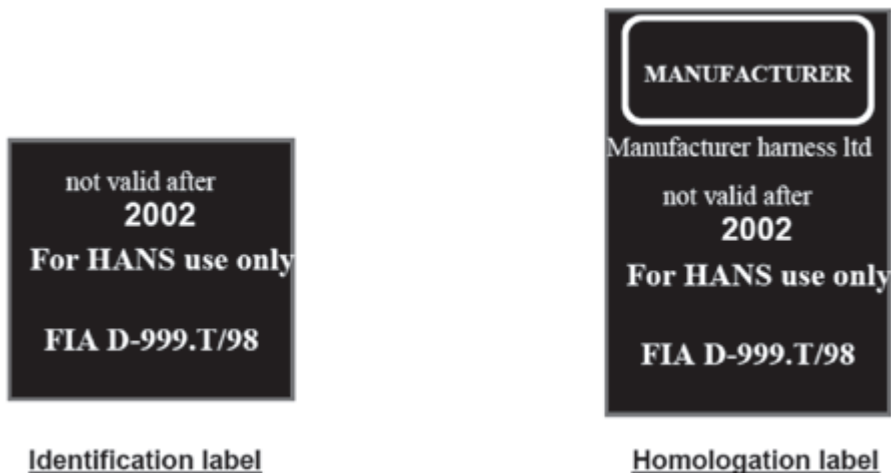 not valid after
2002
For HANS use only
FIA D-999.T/98
Identification label
MANUFACTURER
Manufacturer harness ltd
not valid after
2002
For HANS use only
FIA D-999.T/98
Homologation label